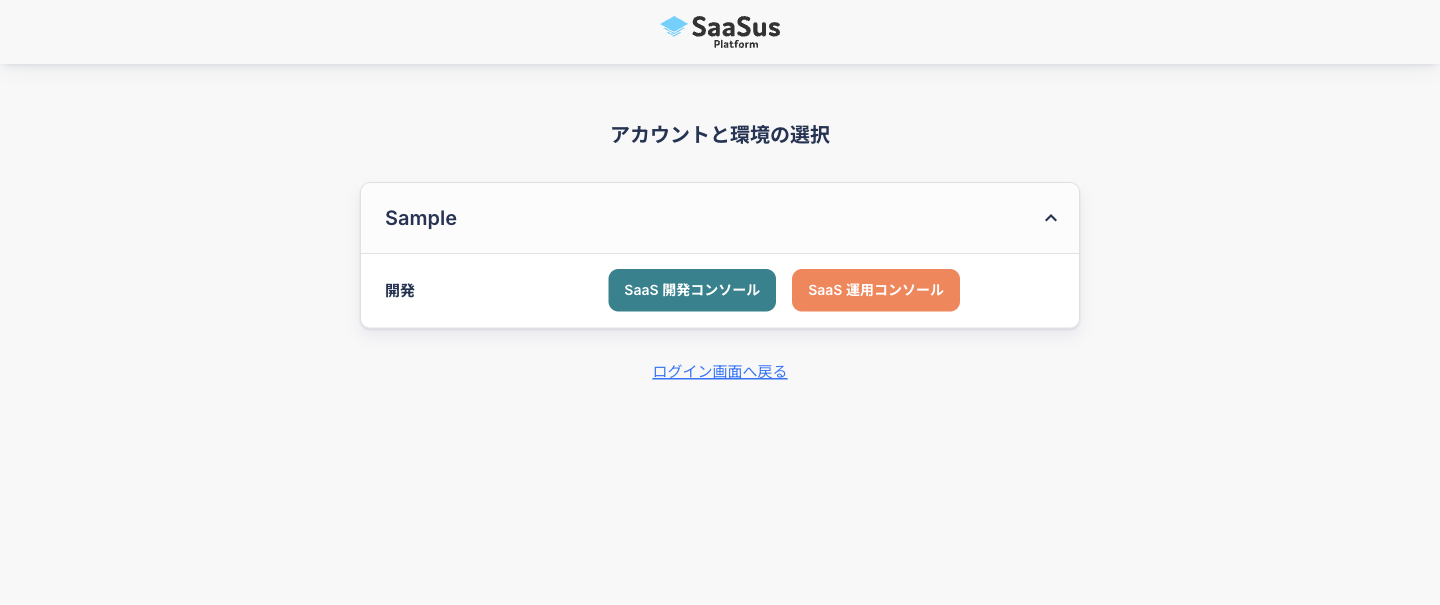 SaaSus
Platform
アカウントと環境の選択
Sample
開発 SaaS 開発コンソール SaaS 運用コンソール
ログイン画面へ戻る